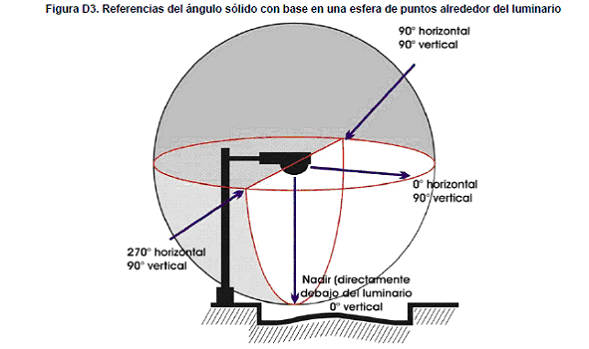 Figura D3. Referencias del ángulo sólido con base en una esfera de puntos alrededor del luminario
90° horizontal
90° vertical
0° horizontal
90° vertical
270° horizontal
90° vertical
Nadir (directamente
debajo del luminario
0° vertical